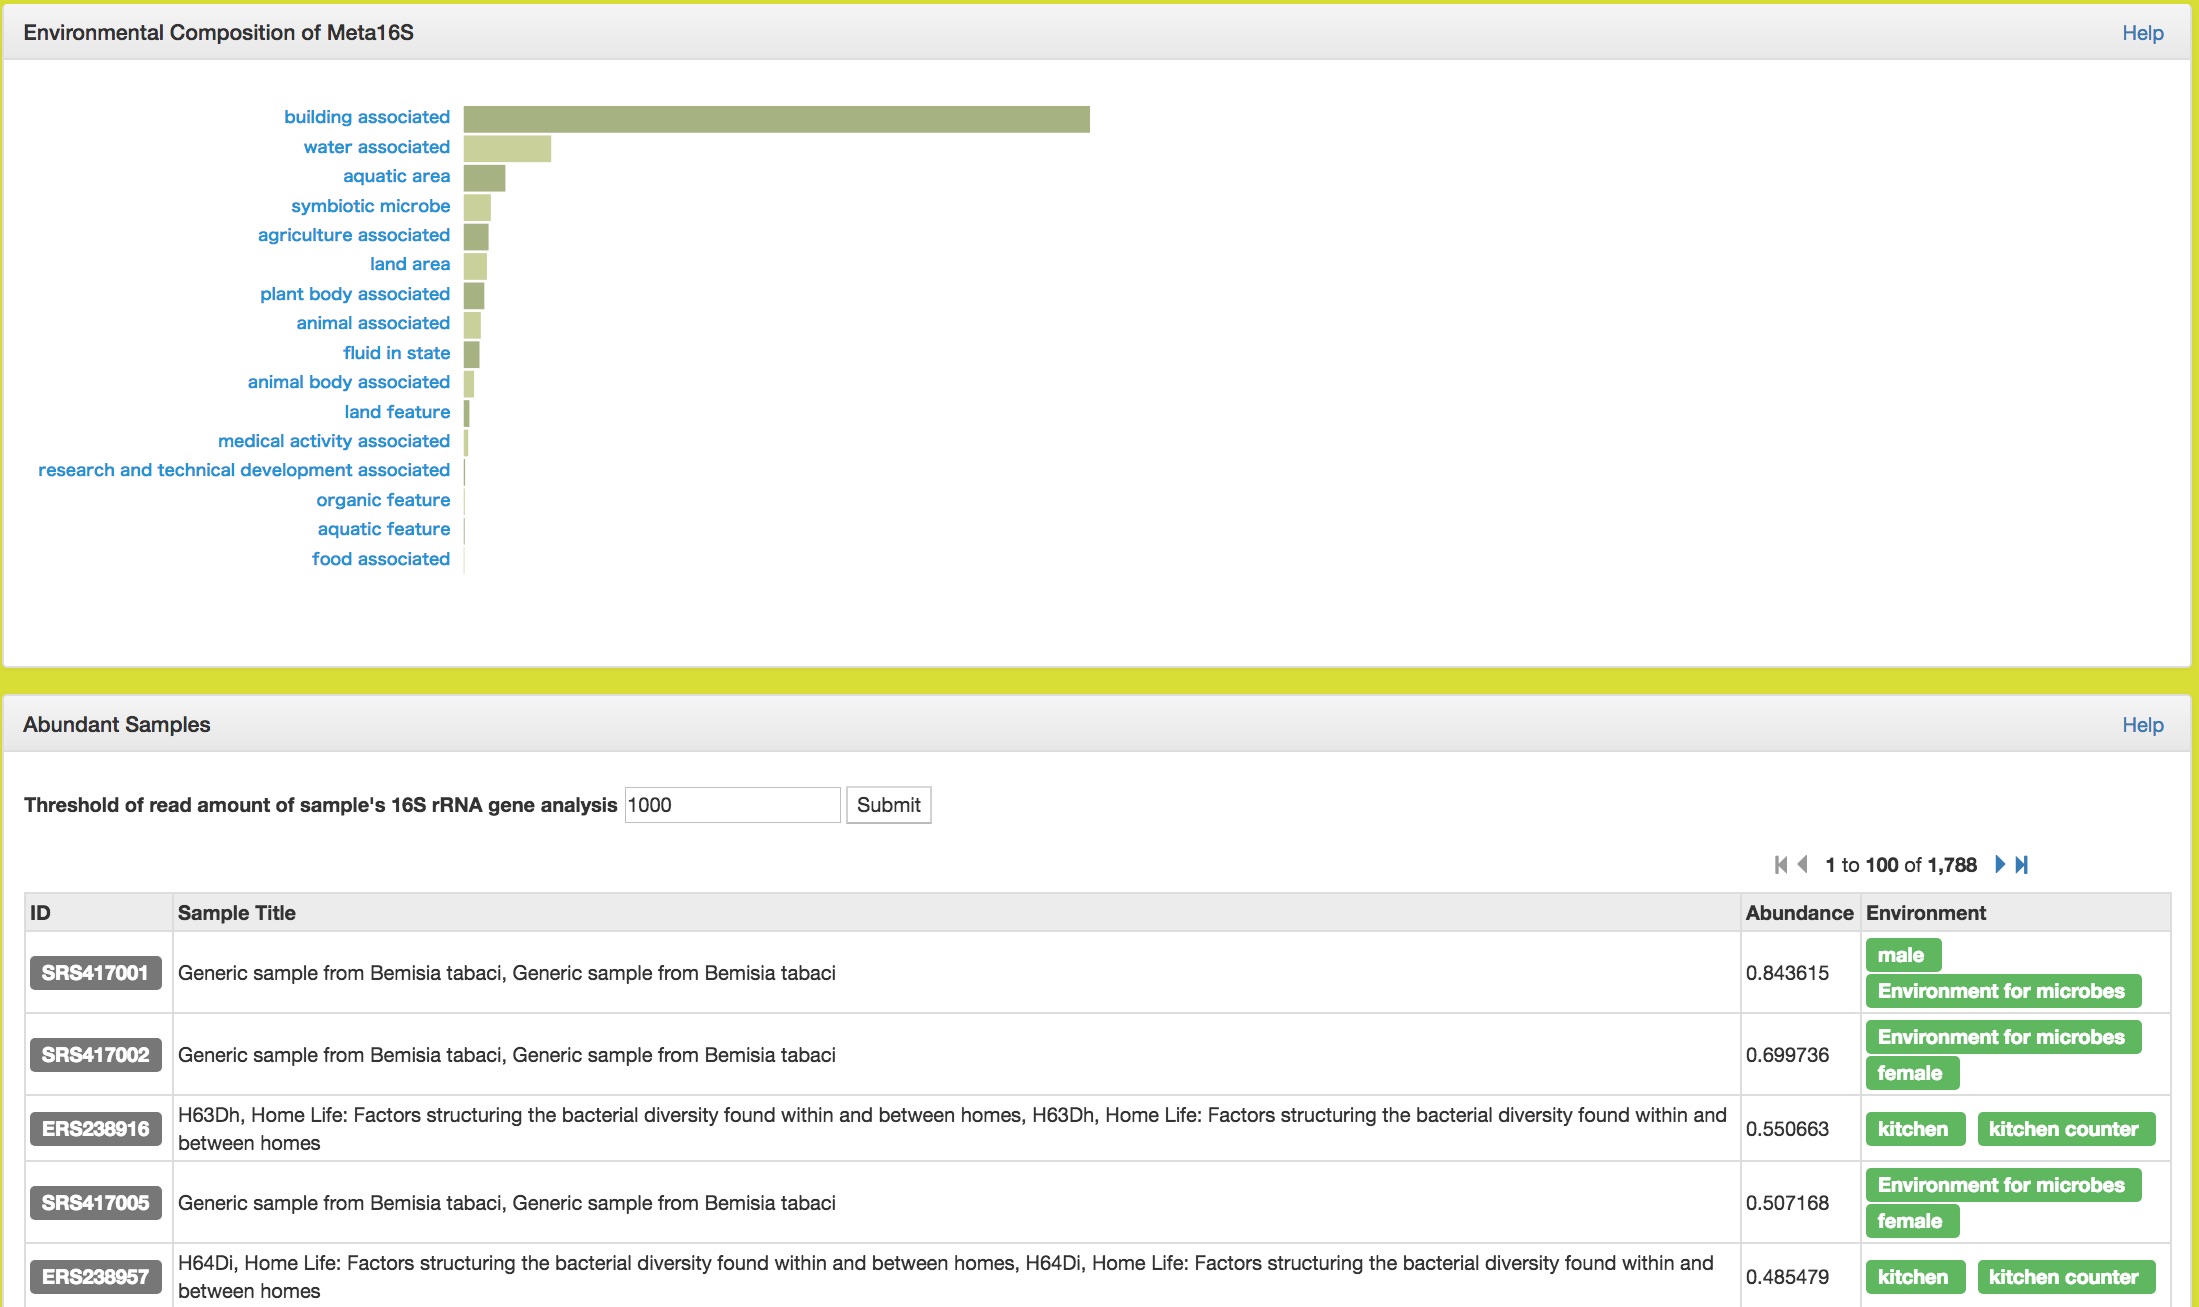 Environmental Composition of Meta16S
Help
building associated
water associated
aquatic area
symbiotic microbe
agriculture associated
land area
plant body associated
animal associated
fluid in state
animal body associated
land feature
medical activity associated
research and technical development associated
organic feature
aquatic feature
food associated
Abundant Samples
Help
Threshold of read amount of sample's 16S rRNA gene analysis 1000 Submit
1 to 100 of 1,788
ID Sample Title Abundance Environment
SRS417001 Generic sample from Bemisia tabaci, Generic sample from Bemisia tabaci 0.843615 male
Environment for microbes
SRS417002 Generic sample from Bemisia tabaci, Generic sample from Bemisia tabaci 0.699736 Environment for microbes
female
ERS238916 H63Dh, Home Life: Factors structuring the bacterial diversity found within and between homes, H63Dh, Home Life: Factors structuring the bacterial diversity found within and
between homes 0.550663 kitchen kitchen counter
SRS417005 Generic sample from Bemisia tabaci, Generic sample from Bemisia tabaci 0.507168 Environment for microbes
female
ERS238957 H64Di, Home Life: Factors structuring the bacterial diversity found within and between homes, H64Di, Home Life: Factors structuring the bacterial diversity found within and
between homes 0.485479 kitchen kitchen counter